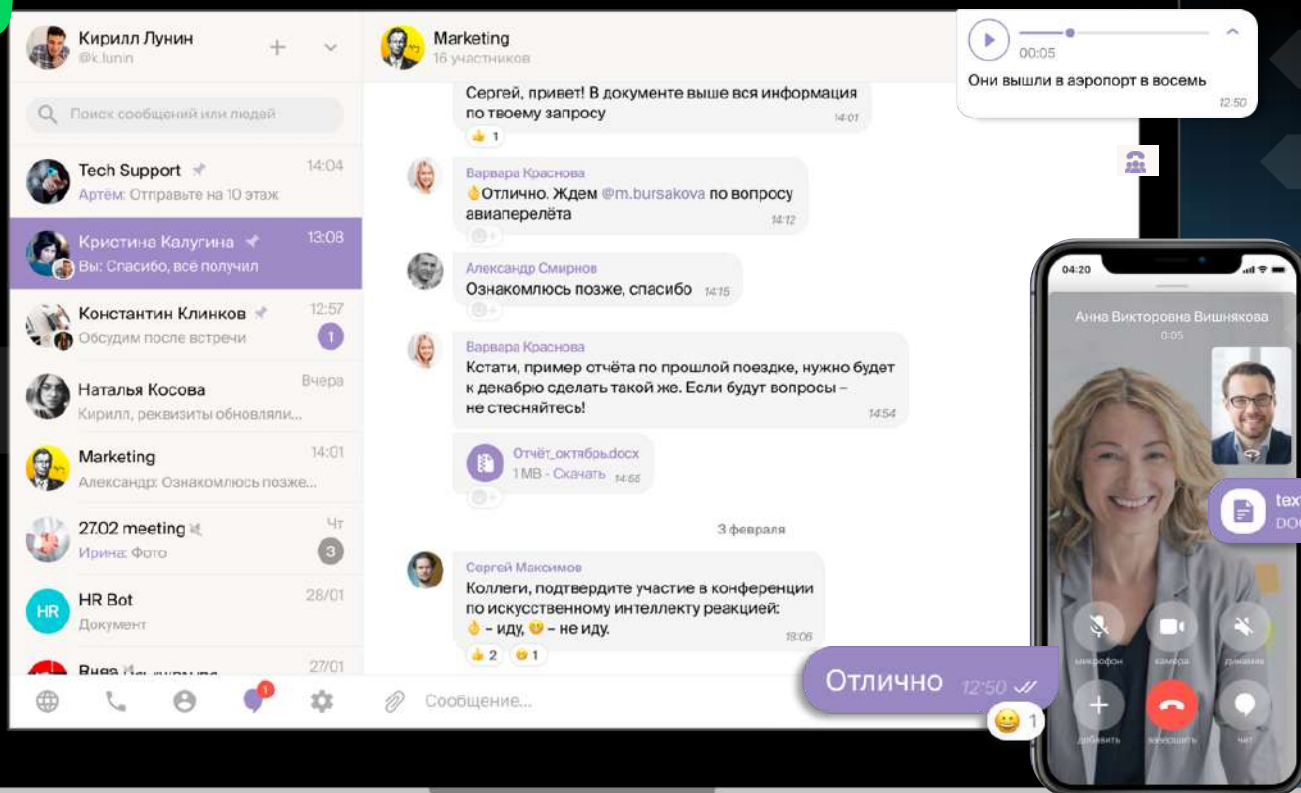 Кирилл Лунин
@k.lunin
Поиск сообщений или людей
Tech Support
14:04
Артём: Отправьте на 10 этаж
Кристина Калугина
13:08
Вы: Спасибо, всё получил
Константин Клинков
12:57
Обсудим после встречи
1
Наталья Косова
Вчера
Кирилл, реквизиты обновляли...
Marketing
14:01
Александр: Ознакомлюсь позже...
27.02 meeting
Чт
Ирина: Фото
3
HR
HR Bot
28/01
Документ
27/01
1
Marketing
16 участников
Сергей, привет! В документе выше вся информация
по твоему запросу
14:01
1
Варвара Краснова
Отлично. Ждем @m.bursakova по вопросу
авиаперелёта
14:12
Александр Смирнов
Ознакомлюсь позже, спасибо 14:15
Варвара Краснова
Кстати, пример отчёта по прошлой поездке, нужно будет
к декабрю сделать такой же. Если будут вопросы –
не стесняйтесь!
14:54
Отчёт_октябрь.docx
1 MB - Скачать 14:55
3 февраля
Сергей Максимов
Коллеги, подтвердите участие в конференции
по искусственному интеллекту реакцией:
👌 – иду, 🤒 – не иду.
18:06
2 1
Сообщение...
Отлично 12:50
1
00:05
Они вышли в аэропорт в восемь
12:50
04:20
Анна Викторовна Вишнякова
0:05
text
DOC
микрофон камера динамик
добавить завершить чат